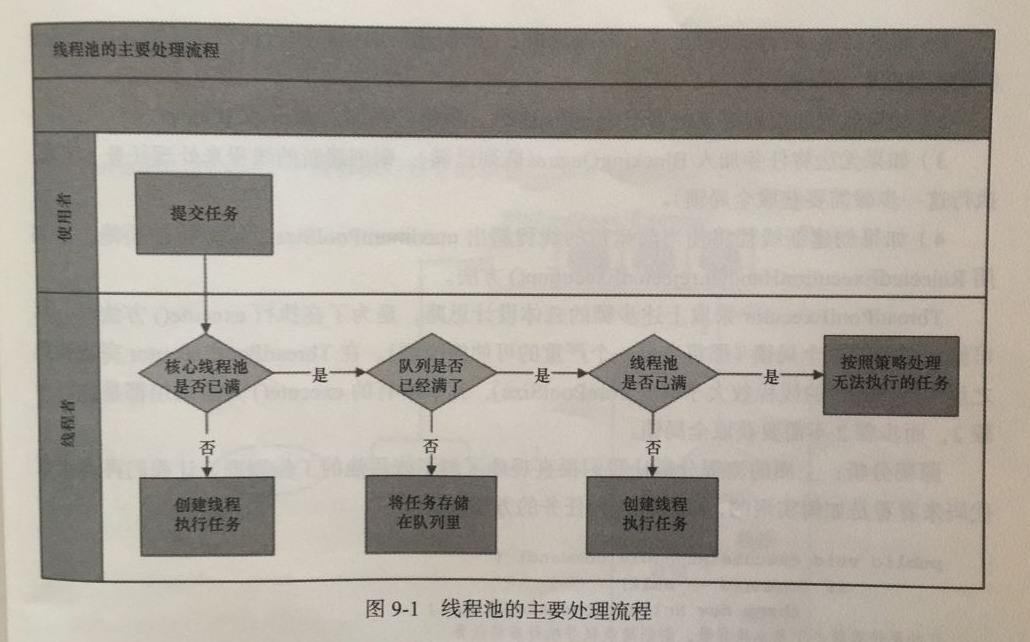 线程池的主要处理流程
使用者
提交任务
线程者
核心线程池
是否已满
是
队列是否
已经满了
是
线程池
是否已满
是
按照策略处理
无法执行的任务
否
否
否
创建线程
执行任务
将任务存储
在队列里
创建线程
执行任务
图 9-1 线程池的主要处理流程